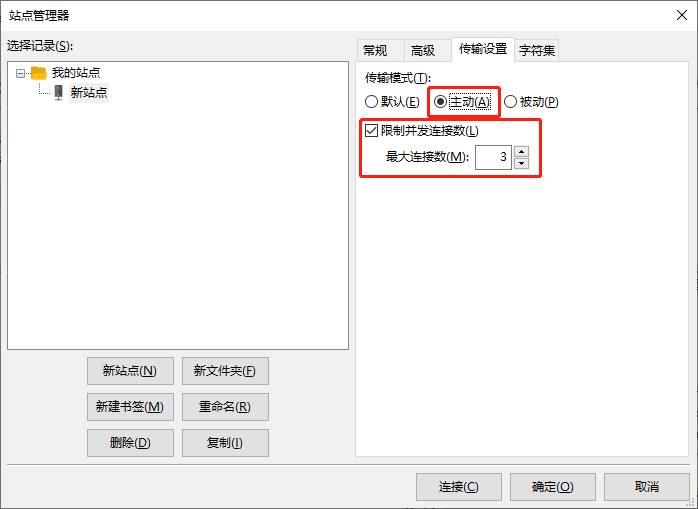 站点管理器
选择记录(S):
我的站点
新站点
新站点(N)
新文件夹(F)
新建书签(M)
重命名(R)
删除(D)
复制(I)
常规
高级
传输设置
字符集
传输模式(T):
默认(E)
主动(A)
被动(P)
限制并发连接数(L)
最大连接数(M):
3
连接(C)
确定(O)
取消